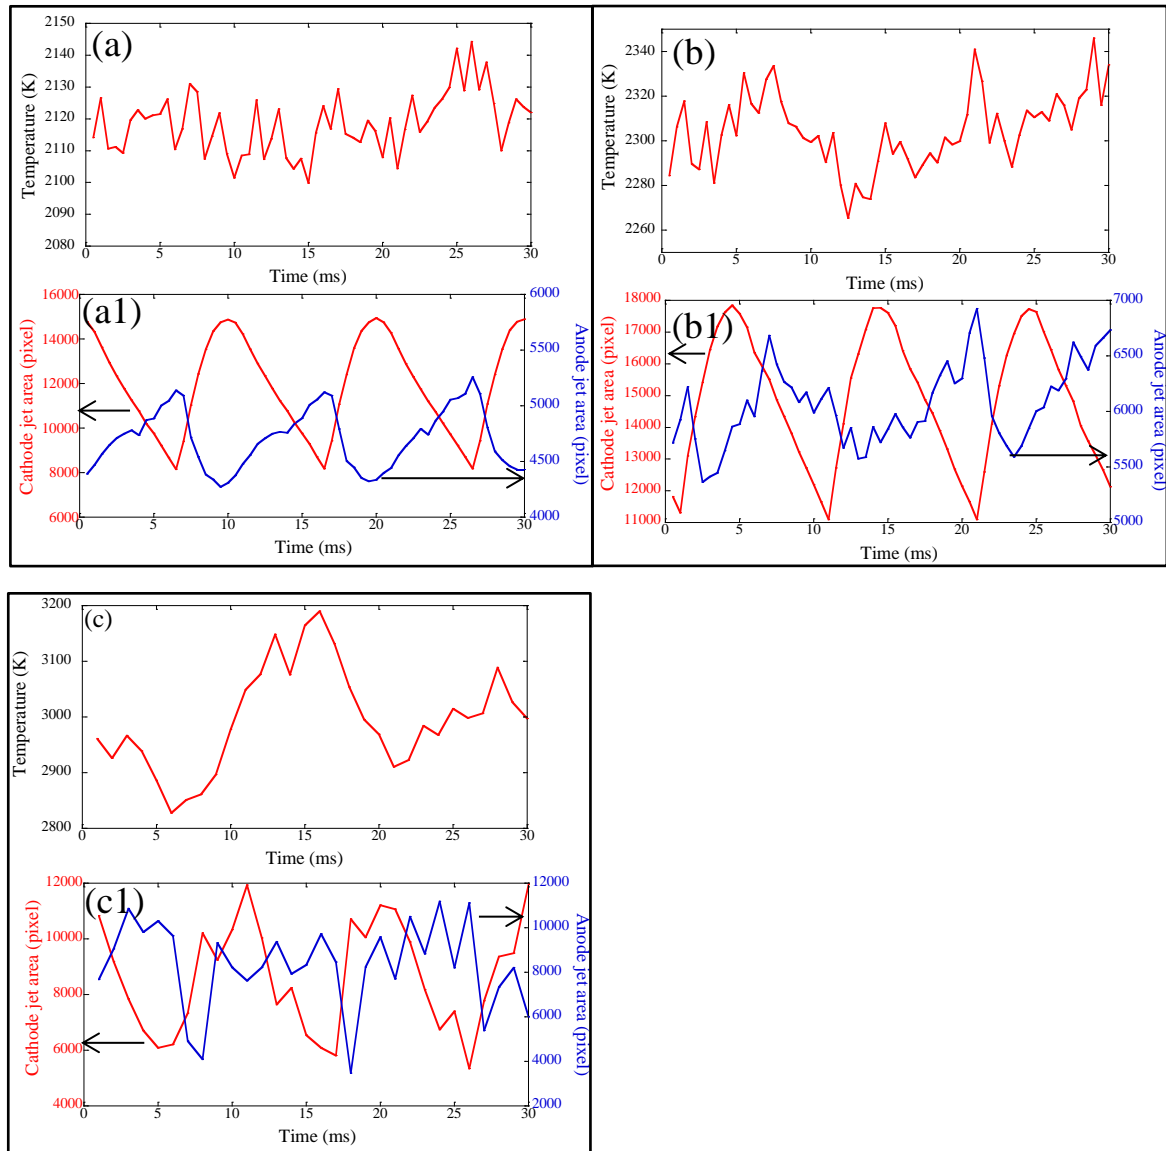 (a)
Temperature (K)
2150
2140
2130
2120
2110
2100
2090
2080
0 5 10 15 20 25 30
Time (ms)
(a1)
Cathode jet area (pixel)
16000
14000
12000
10000
8000
6000
Anode jet area (pixel)
6000
5500
5000
4500
4000
0 5 10 15 20 25 30
Time (ms)
(b)
Temperature (K)
2340
2320
2300
2280
2260
0 5 10 15 20 25 30
Time (ms)
(b1)
Cathode jet area (pixel)
18000
17000
16000
15000
14000
13000
12000
11000
Anode jet area (pixel)
7000
6500
6000
5500
5000
0 5 10 15 20 25 30
Time (ms)
(c)
Temperature (K)
3200
3100
3000
2900
2800
0 5 10 15 20 25 30
Time (ms)
(c1)
Cathode jet area (pixel)
12000
10000
8000
6000
4000
Anode jet area (pixel)
12000
10000
8000
6000
4000
2000
0 5 10 15 20 25 30
Time (ms)